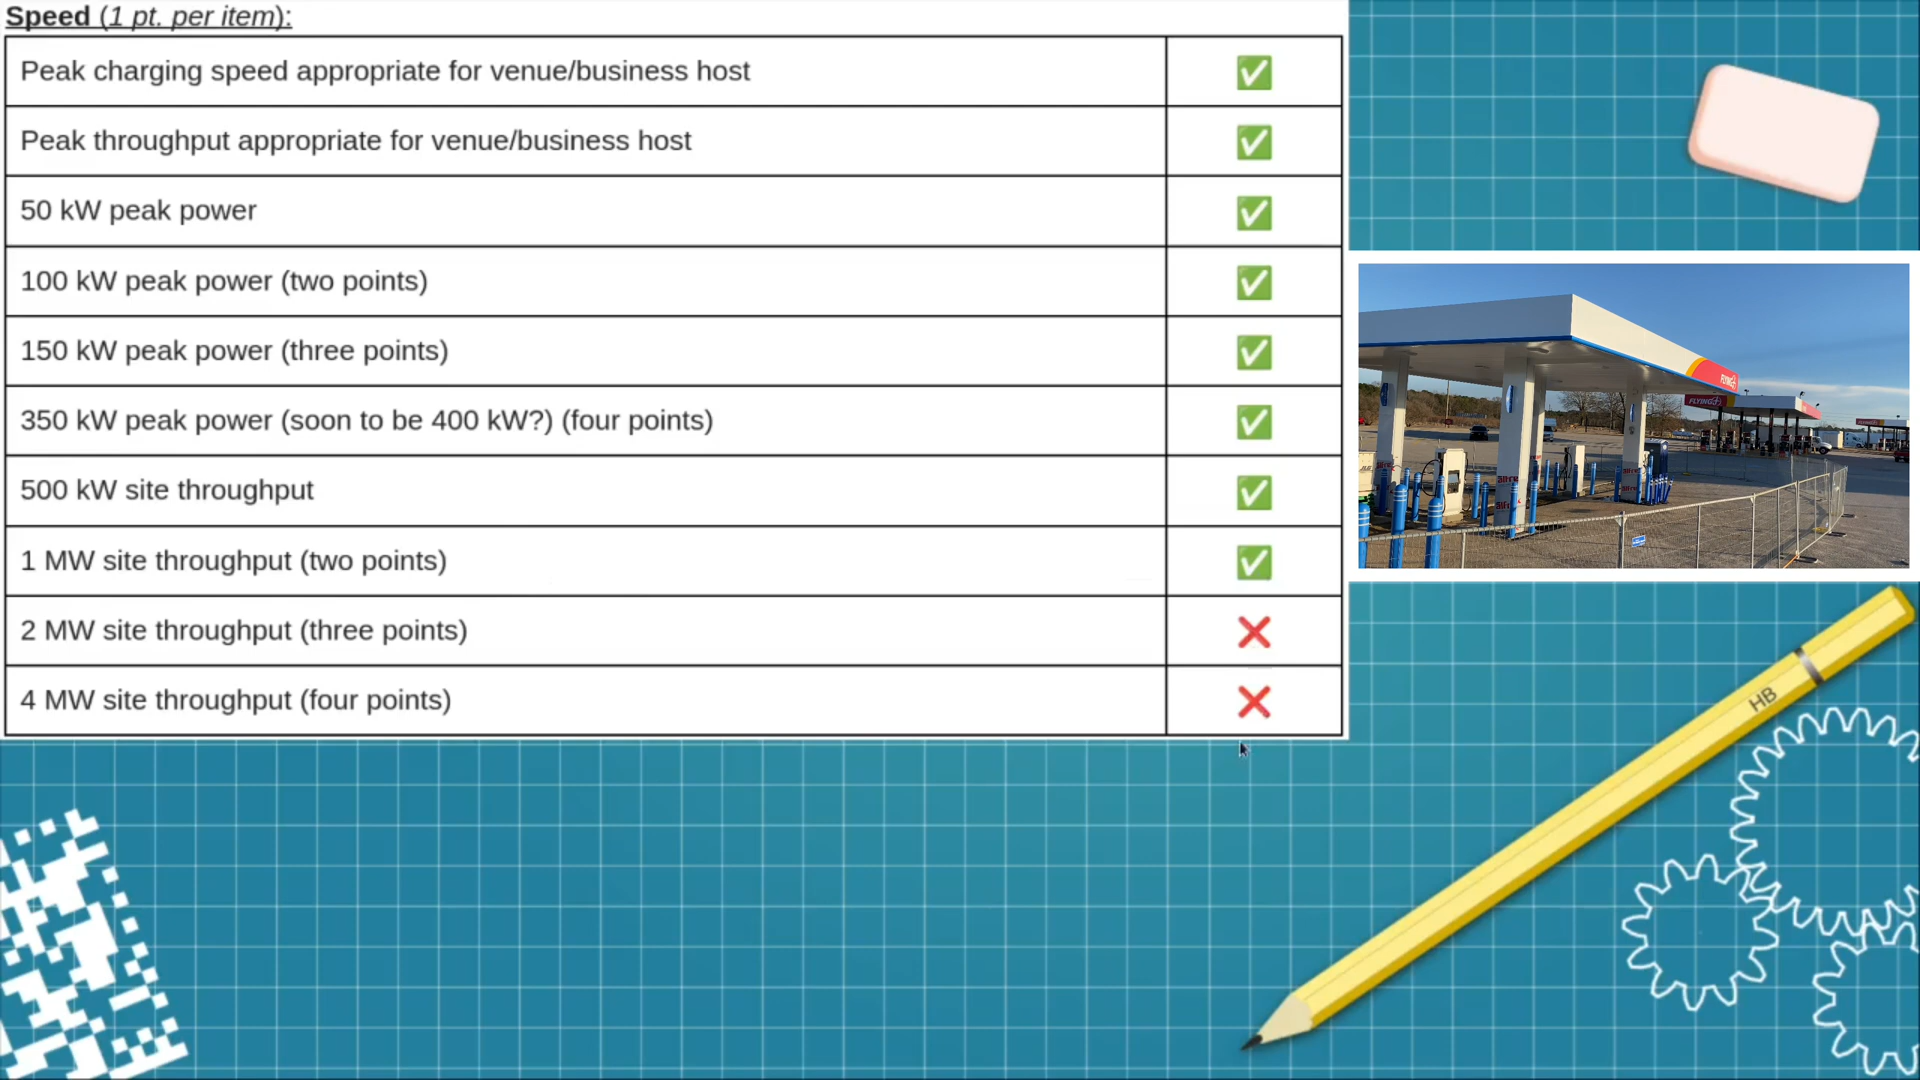 Speed (1 pt. per item):
Peak charging speed appropriate for venue/business host
Peak throughput appropriate for venue/business host
50 kW peak power
100 kW peak power (two points)
150 kW peak power (three points)
350 kW peak power (soon to be 400 kW?) (four points)
500 kW site throughput
1 MW site throughput (two points)
2 MW site throughput (three points)
4 MW site throughput (four points)
FLYING J
FLYING J
HB